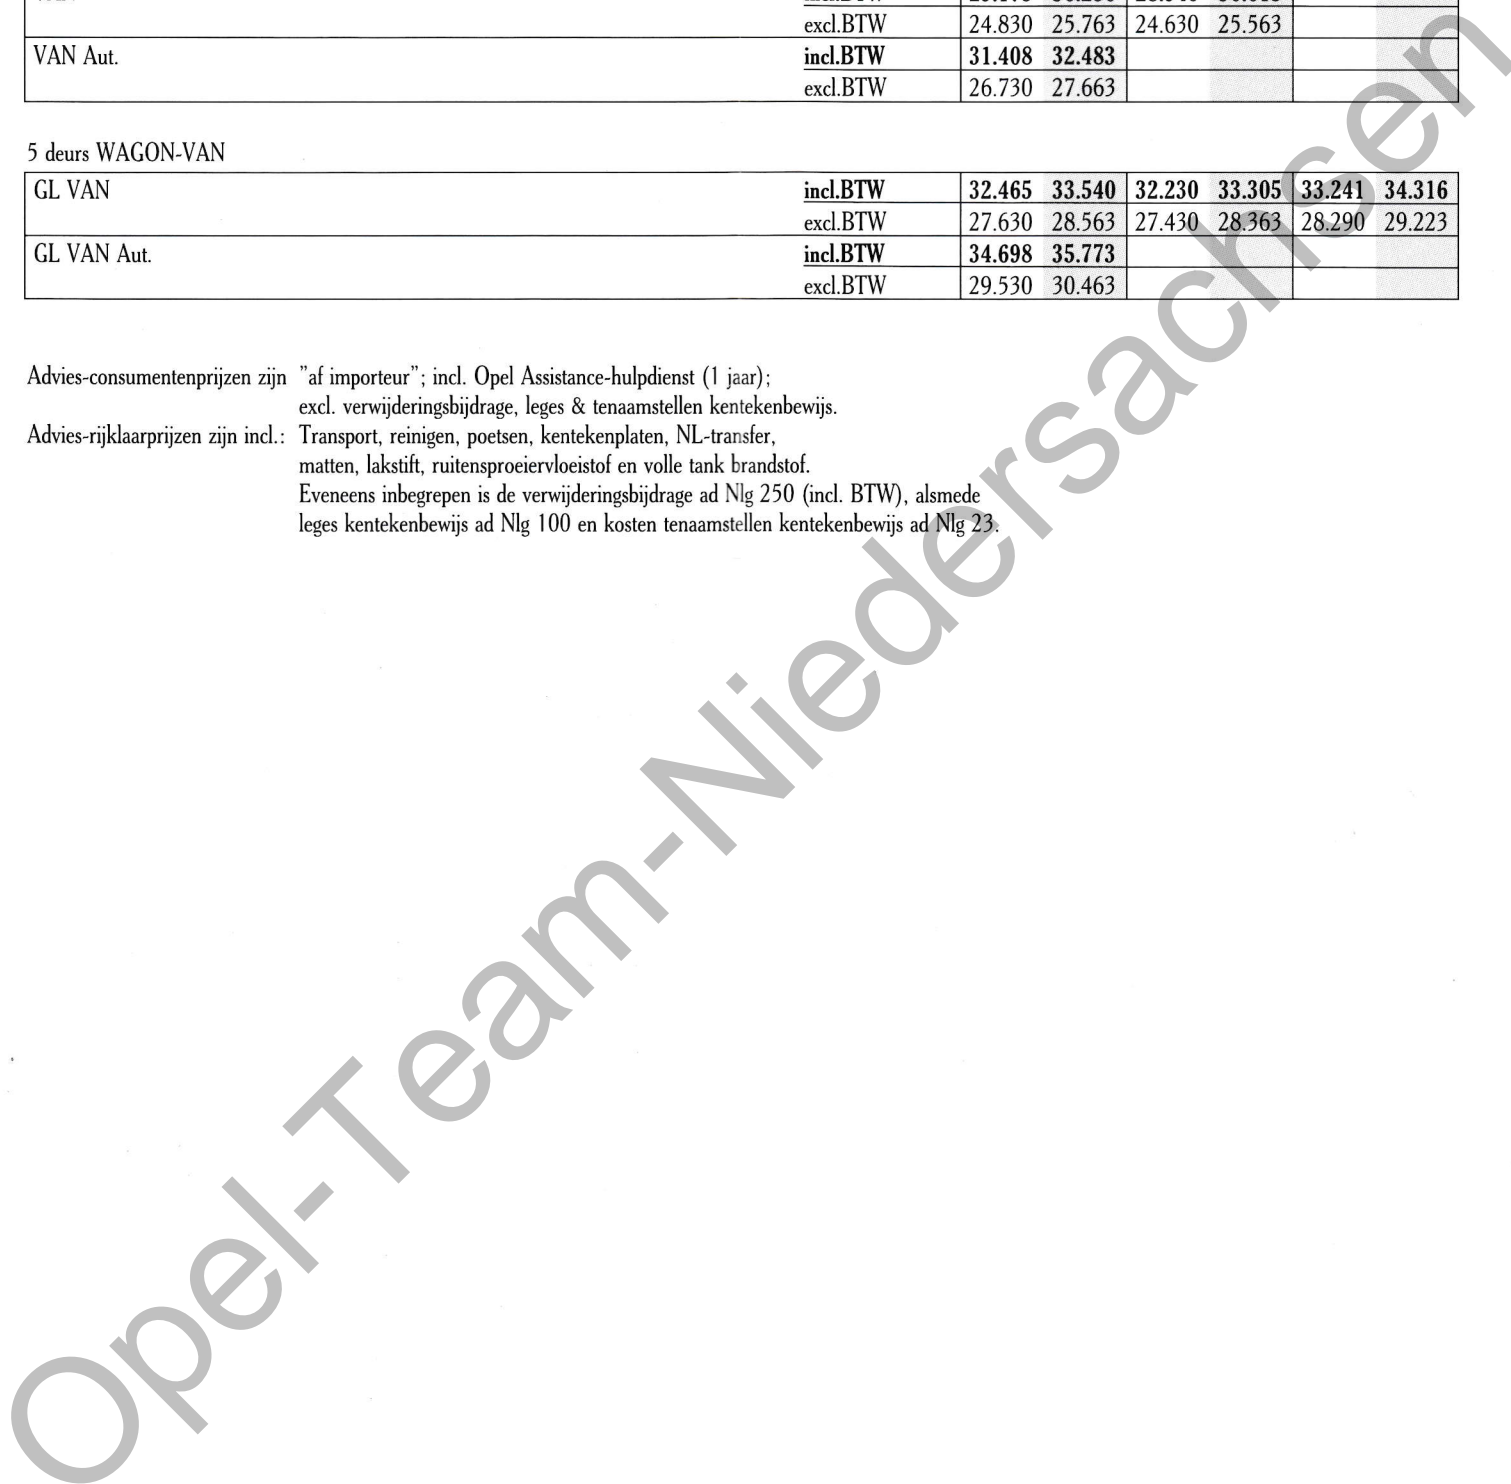 excl.BTW 24.830 25.763 24.630 25.563
VAN Aut. incl.BTW 31.408 32.483
excl.BTW 26.730 27.663
5 deurs WAGON-VAN
GL VAN incl.BTW 32.465 33.540 32.230 33.305 33.241 34.316
excl.BTW 27.630 28.563 27.430 28.363 28.290 29.223
GL VAN Aut. incl.BTW 34.698 35.773
excl.BTW 29.530 30.463
Advies-consumentenprijzen zijn "af importeur"; incl. Opel Assistance-hulpdienst (1 jaar);
excl. verwijderingsbijdrage, leges & tenaamstellen kentekenbewijs.
Advies-rijklaarprijzen zijn incl.: Transport, reinigen, poetsen, kentekenplaten, NL-transfer,
matten, lakstift, ruitensproeiervloeistof en volle tank brandstof.
Eveneens inbegrepen is de verwijderingsbijdrage ad Nlg 250 (incl. BTW), alsmede
leges kentekenbewijs ad Nlg 100 en kosten tenaamstellen kentekenbewijs ad Nlg 23.
Opel-Team-Niedersachsen